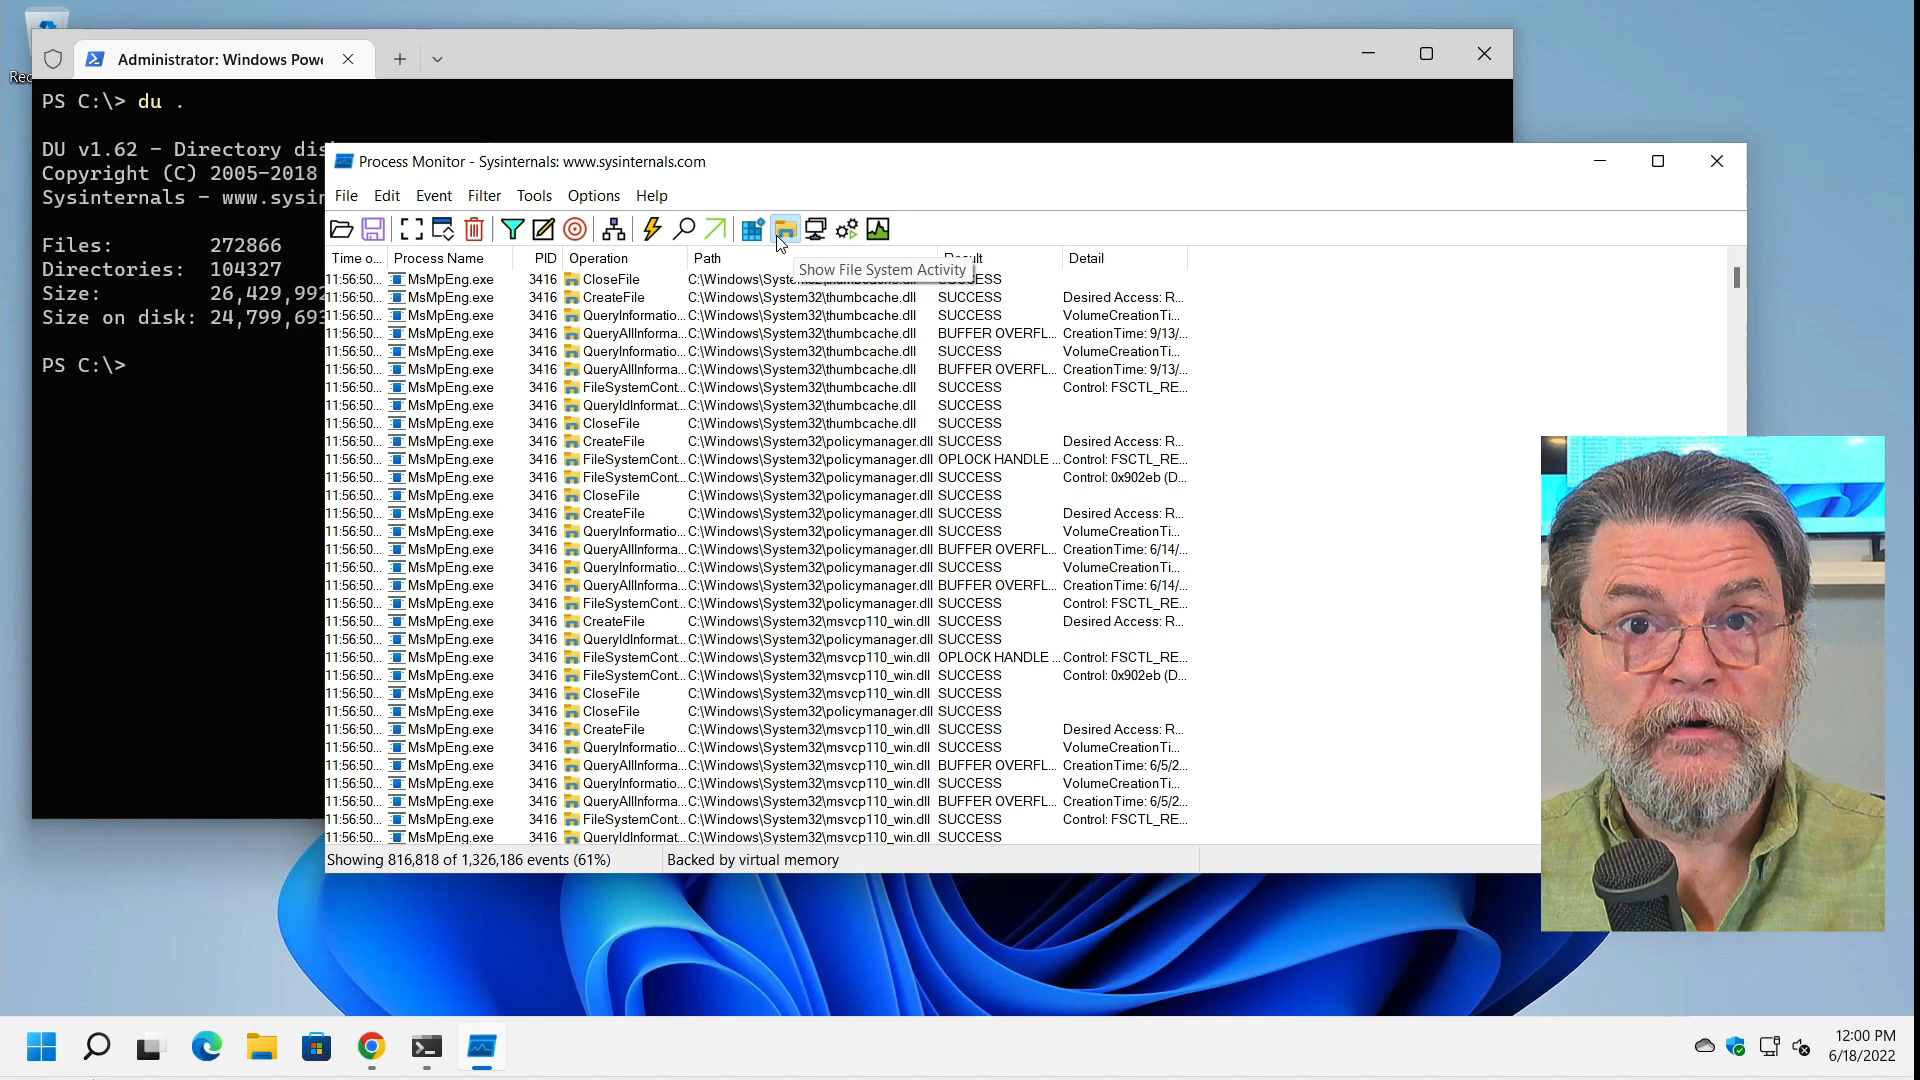 Rec
Administrator: Windows Powe
PS C:\> du .
DU v1.62 - Directory dis
Copyright (C) 2005-2018
Sysinternals - www.sysin
Files: 272866
Directories: 104327
Size: 26,429,992
Size on disk: 24,799,693
PS C:\>
Process Monitor - Sysinternals: www.sysinternals.com
File Edit Event Filter Tools Options Help
Time o... Process Name PID Operation Path Result Detail
Show File System Activity
11:56:50... MsMpEng.exe 3416 CloseFile C:\Windows\System32\thumbcache.dll SUCCESS
11:56:50... MsMpEng.exe 3416 CreateFile C:\Windows\System32\thumbcache.dll SUCCESS Desired Access: R...
11:56:50... MsMpEng.exe 3416 QueryInformatio... C:\Windows\System32\thumbcache.dll SUCCESS VolumeCreationTi...
11:56:50... MsMpEng.exe 3416 QueryAllInforma... C:\Windows\System32\thumbcache.dll BUFFER OVERFL... CreationTime: 9/13/...
11:56:50... MsMpEng.exe 3416 QueryInformatio... C:\Windows\System32\thumbcache.dll SUCCESS VolumeCreationTi...
11:56:50... MsMpEng.exe 3416 QueryAllInforma... C:\Windows\System32\thumbcache.dll BUFFER OVERFL... CreationTime: 9/13/...
11:56:50... MsMpEng.exe 3416 FileSystemCont... C:\Windows\System32\thumbcache.dll SUCCESS Control: FSCTL_RE...
11:56:50... MsMpEng.exe 3416 QueryIdInformat... C:\Windows\System32\thumbcache.dll SUCCESS
11:56:50... MsMpEng.exe 3416 CloseFile C:\Windows\System32\thumbcache.dll SUCCESS
11:56:50... MsMpEng.exe 3416 CreateFile C:\Windows\System32\policymanager.dll SUCCESS Desired Access: R...
11:56:50... MsMpEng.exe 3416 FileSystemCont... C:\Windows\System32\policymanager.dll OPLOCK HANDLE ... Control: FSCTL_RE...
11:56:50... MsMpEng.exe 3416 FileSystemCont... C:\Windows\System32\policymanager.dll SUCCESS Control: 0x902eb (D...
11:56:50... MsMpEng.exe 3416 CloseFile C:\Windows\System32\policymanager.dll SUCCESS
11:56:50... MsMpEng.exe 3416 CreateFile C:\Windows\System32\policymanager.dll SUCCESS Desired Access: R...
11:56:50... MsMpEng.exe 3416 QueryInformatio... C:\Windows\System32\policymanager.dll SUCCESS VolumeCreationTi...
11:56:50... MsMpEng.exe 3416 QueryAllInforma... C:\Windows\System32\policymanager.dll BUFFER OVERFL... CreationTime: 6/14/...
11:56:50... MsMpEng.exe 3416 QueryInformatio... C:\Windows\System32\policymanager.dll SUCCESS VolumeCreationTi...
11:56:50... MsMpEng.exe 3416 QueryAllInforma... C:\Windows\System32\policymanager.dll BUFFER OVERFL... CreationTime: 6/14/...
11:56:50... MsMpEng.exe 3416 FileSystemCont... C:\Windows\System32\policymanager.dll SUCCESS Control: FSCTL_RE...
11:56:50... MsMpEng.exe 3416 CreateFile C:\Windows\System32\msvcp110_win.dll SUCCESS Desired Access: R...
11:56:50... MsMpEng.exe 3416 QueryIdInformat... C:\Windows\System32\policymanager.dll SUCCESS
11:56:50... MsMpEng.exe 3416 FileSystemCont... C:\Windows\System32\msvcp110_win.dll OPLOCK HANDLE ... Control: FSCTL_RE...
11:56:50... MsMpEng.exe 3416 FileSystemCont... C:\Windows\System32\msvcp110_win.dll SUCCESS Control: 0x902eb (D...
11:56:50... MsMpEng.exe 3416 CloseFile C:\Windows\System32\msvcp110_win.dll SUCCESS
11:56:50... MsMpEng.exe 3416 CloseFile C:\Windows\System32\policymanager.dll SUCCESS
11:56:50... MsMpEng.exe 3416 CreateFile C:\Windows\System32\msvcp110_win.dll SUCCESS Desired Access: R...
11:56:50... MsMpEng.exe 3416 QueryInformatio... C:\Windows\System32\msvcp110_win.dll SUCCESS VolumeCreationTi...
11:56:50... MsMpEng.exe 3416 QueryAllInforma... C:\Windows\System32\msvcp110_win.dll BUFFER OVERFL... CreationTime: 6/5/2...
11:56:50... MsMpEng.exe 3416 QueryInformatio... C:\Windows\System32\msvcp110_win.dll SUCCESS VolumeCreationTi...
11:56:50... MsMpEng.exe 3416 QueryAllInforma... C:\Windows\System32\msvcp110_win.dll BUFFER OVERFL... CreationTime: 6/5/2...
11:56:50... MsMpEng.exe 3416 FileSystemCont... C:\Windows\System32\msvcp110_win.dll SUCCESS Control: FSCTL_RE...
11:56:50... MsMpEng.exe 3416 QueryIdInformat... C:\Windows\System32\msvcp110_win.dll SUCCESS
Showing 816,818 of 1,326,186 events (61%) Backed by virtual memory
12:00 PM
6/18/2022